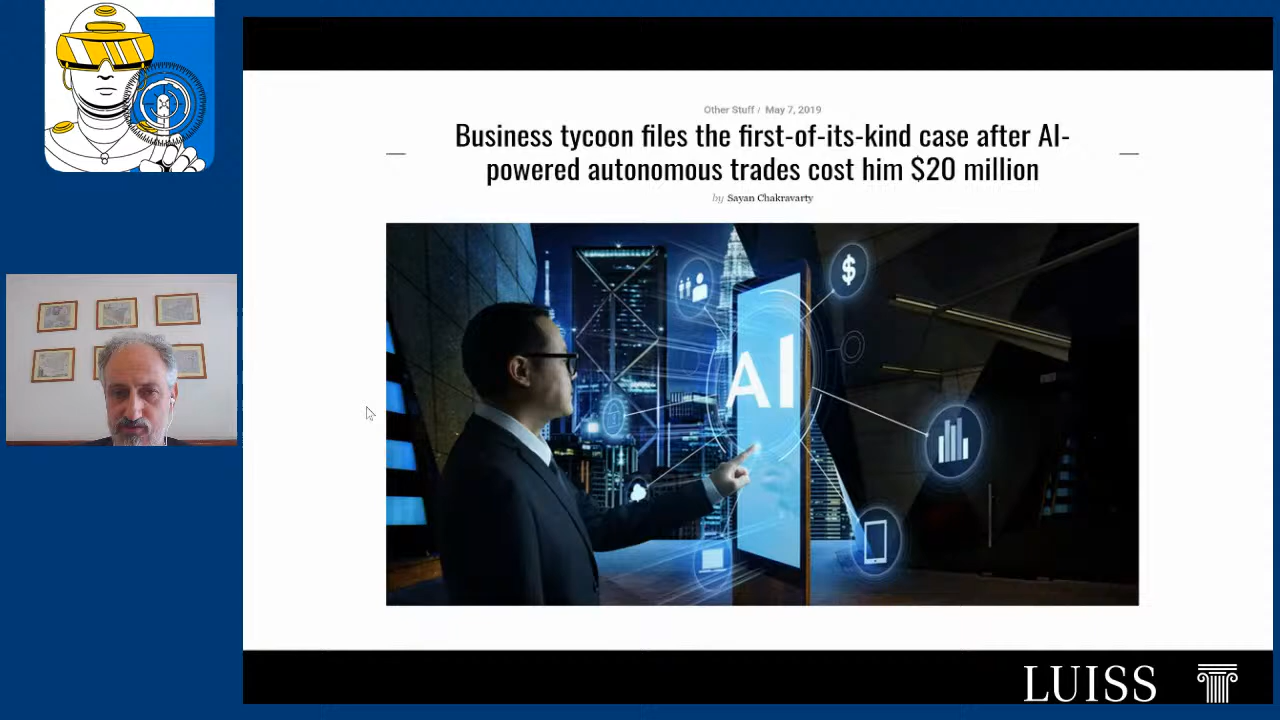 Other Stuff / May 7, 2019
Business tycoon files the first-of-its-kind case after AI-
powered autonomous trades cost him $20 million
by Sayan Chakravarty
$
AI
LUISS